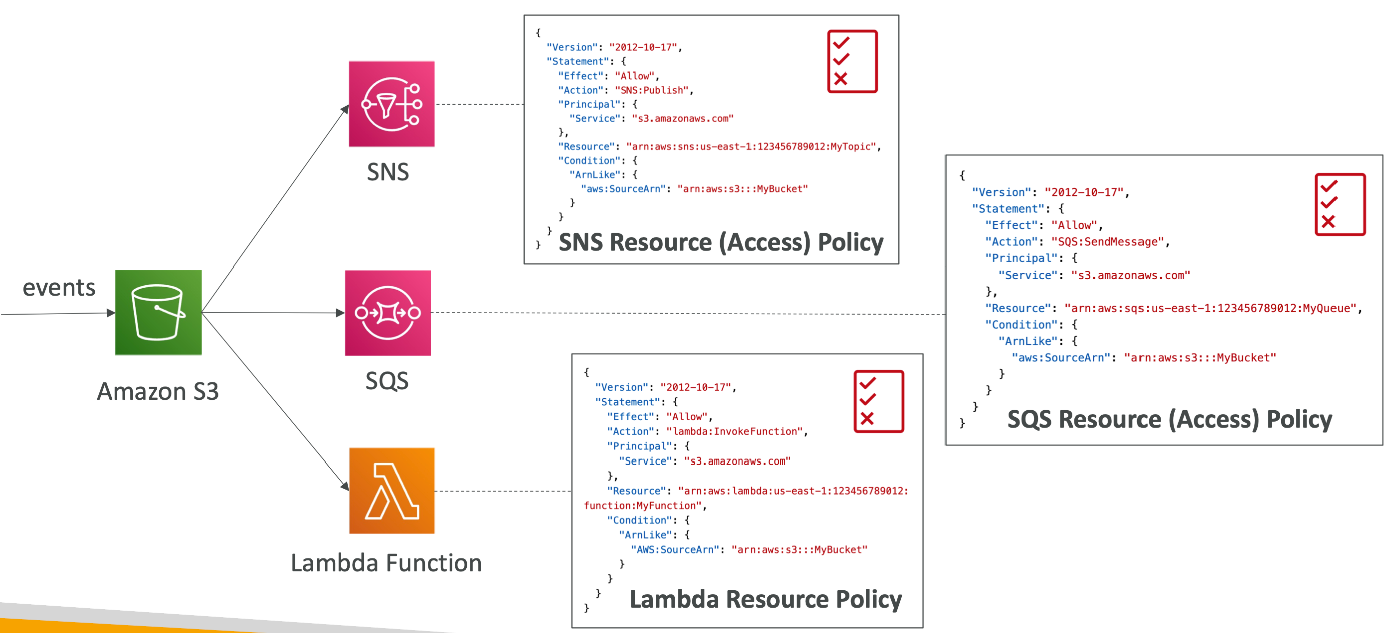 {
"Version": "2012-10-17",
"Statement": {
"Effect": "Allow",
"Action": "SNS:Publish",
"Principal": {
"Service": "s3.amazonaws.com"
},
"Resource": "arn:aws:sns:us-east-1:123456789012:MyTopic",
"Condition": {
"ArnLike": {
"aws:SourceArn": "arn:aws:s3:::MyBucket"
}
}
}
}
SNS Resource (Access) Policy
SNS
events
Amazon S3
SQS
{
"Version": "2012-10-17",
"Statement": {
"Effect": "Allow",
"Action": "SQS:SendMessage",
"Principal": {
"Service": "s3.amazonaws.com"
},
"Resource": "arn:aws:sqs:us-east-1:123456789012:MyQueue",
"Condition": {
"ArnLike": {
"aws:SourceArn": "arn:aws:s3:::MyBucket"
}
}
}
}
SQS Resource (Access) Policy
{
"Version": "2012-10-17",
"Statement": {
"Effect": "Allow",
"Action": "lambda:InvokeFunction",
"Principal": {
"Service": "s3.amazonaws.com"
},
"Resource": "arn:aws:lambda:us-east-1:123456789012:
function:MyFunction",
"Condition": {
"ArnLike": {
"AWS:SourceArn": "arn:aws:s3:::MyBucket"
}
}
}
}
Lambda Resource Policy
Lambda Function